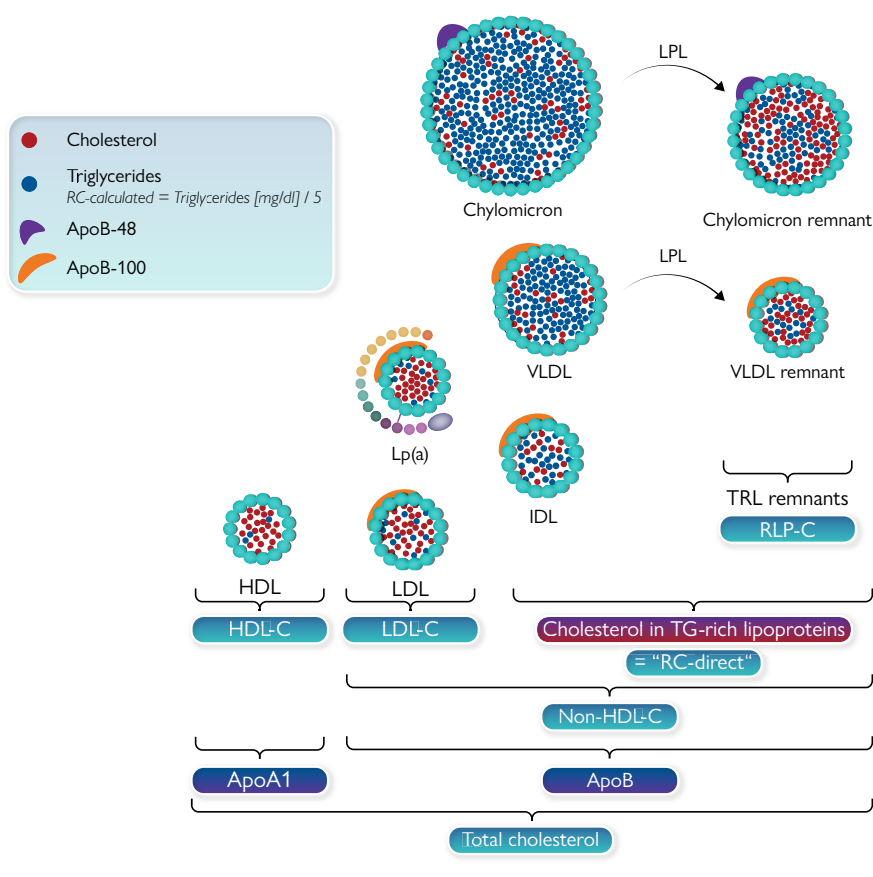 LPL
Cholesterol
Triglycerides
RC-calculated = Triglycerides [mg/dl] / 5
ApoB-48
ApoB-100
Chylomicron
Chylomicron remnant
LPL
VLDL
VLDL remnant
Lp(a)
IDL
TRL remnants
RLP-C
HDL
LDL
HDL-C
LDL-C
Cholesterol in TG-rich lipoproteins
= “RC-direct“
Non-HDL-C
ApoA1
ApoB
Total cholesterol